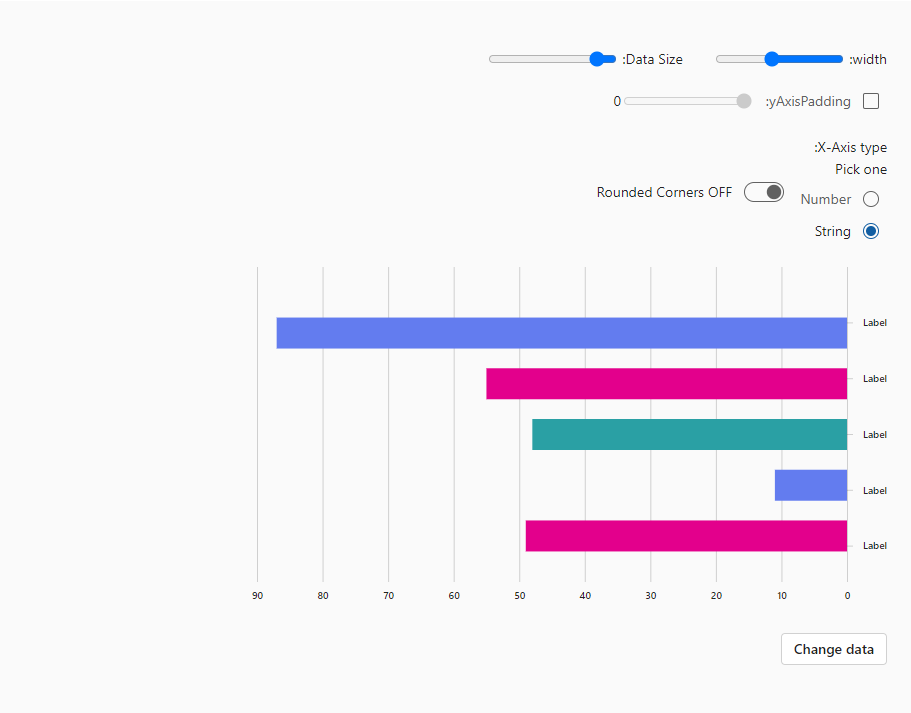 :width
:Data Size
:yAxisPadding
0
:X-Axis type
Pick one
Number
Rounded Corners OFF
String
Label
Label
Label
Label
Label
90 80 70 60 50 40 30 20 10 0
Change data